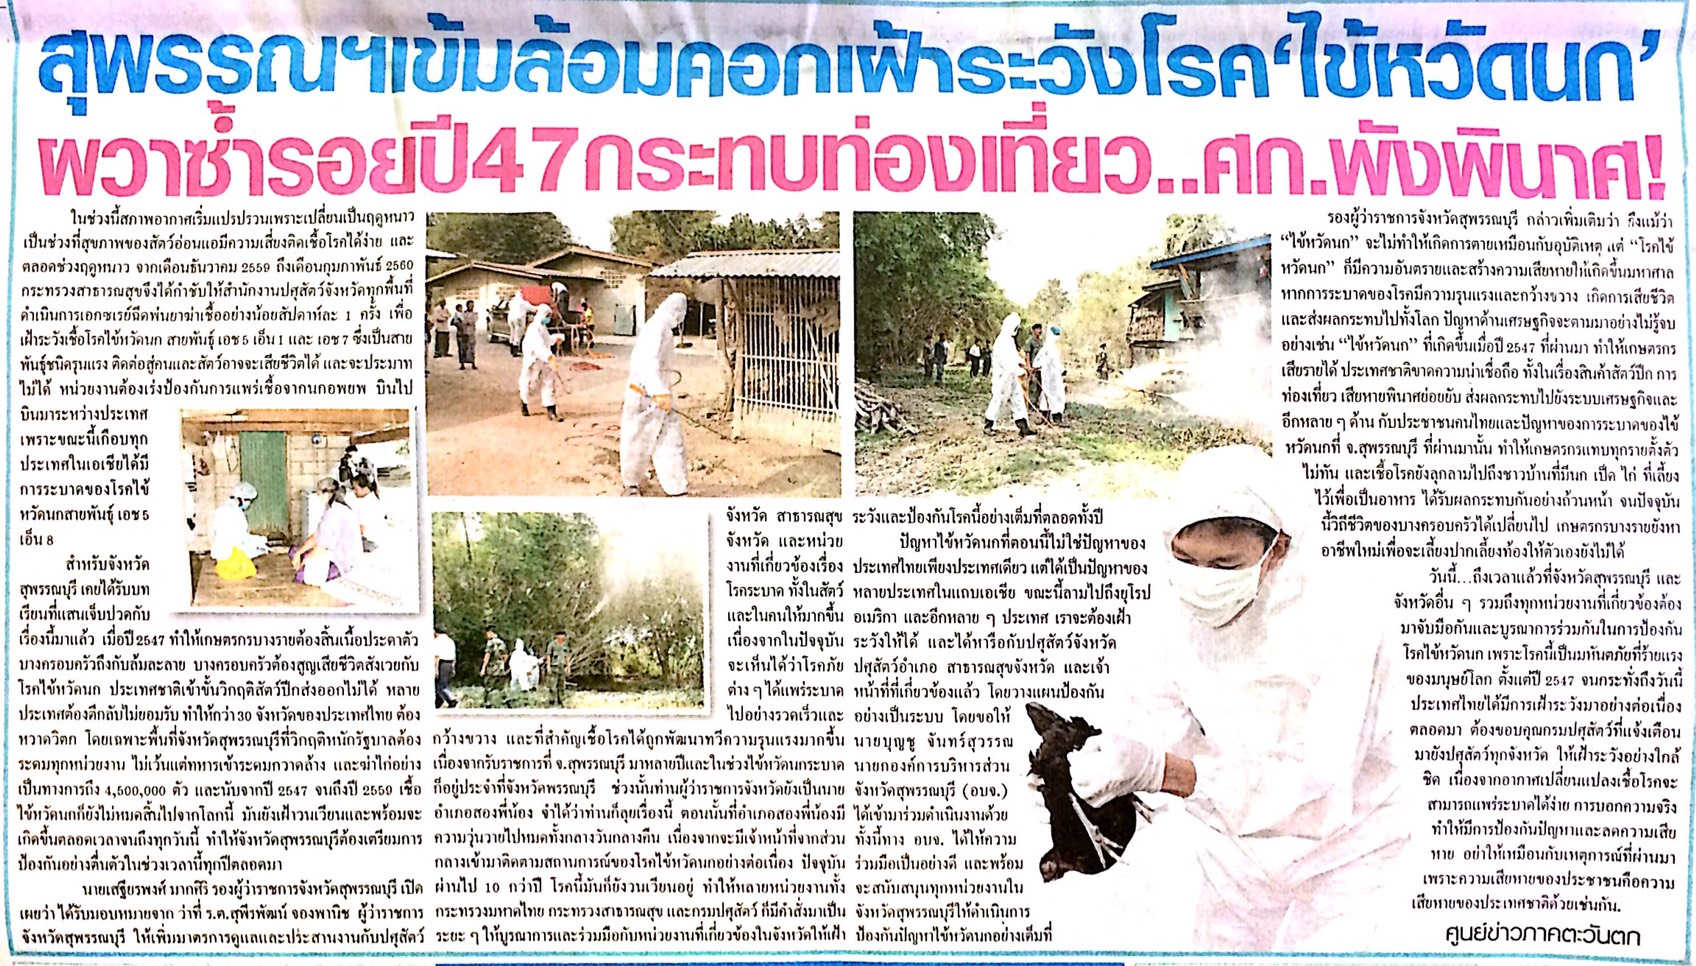 สุพรรณฯเข้มล้อมคอกเฝ้าระวังโรค‘ไข้หวัดนก’
ผวาซ้ำรอยปี47กระทบท่องเที่ยว..ศก.พังพินาศ!
ในช่วงนี้สภาพอากาศเริ่มแปรปรวนเพราะเปลี่ยนเป็นฤดูหนาว
เป็นช่วงที่สุขภาพของสัตว์อ่อนแอมีความเสี่ยงติดเชื้อโรคได้ง่าย และ
ตลอดช่วงฤดูหนาว จากเดือนธันวาคม 2559 ถึงเดือนกุมภาพันธ์ 2560
กระทรวงสาธารณสุขจึงได้กำชับให้สำนักงานปศุสัตว์จังหวัดทุกพื้นที่
ดำเนินการเอกซเรย์ฉีดพ่นยาฆ่าเชื้ออย่างน้อยสัปดาห์ละ 1 ครั้ง เพื่อ
เฝ้าระวังเชื้อโรคไข้หวัดนก สายพันธุ์ เอช 5 เอ็น 1 และ เอช 7 ซึ่งเป็นสาย
พันธุ์ชนิดรุนแรง ติดต่อสู่คนและสัตว์อาจจะเสียชีวิตได้ และจะประมาท
ไม่ได้ หน่วยงานต้องเร่งป้องกันการแพร่เชื้อจากนกอพยพ บินไป
บินมาระหว่างประเทศ
เพราะขณะนี้เกือบทุก
ประเทศในเอเชียได้มี
การระบาดของโรคไข้
หวัดนกสายพันธุ์ เอช 5
เอ็น 8
สำหรับจังหวัด
สุพรรณบุรี เคยได้รับบท
เรียนที่แสนเจ็บปวดกับ
เรื่องนี้มาแล้ว เมื่อปี 2547 ทำให้เกษตรกรบางรายต้องสิ้นเนื้อประดาตัว
บางครอบครัวถึงกับล้มละลาย บางครอบครัวต้องสูญเสียชีวิตสังเวยกับ
โรคไข้หวัดนก ประเทศชาติเข้าขั้นวิกฤติสัตว์ปีกส่งออกไม่ได้ หลาย
ประเทศต้องตีกลับไม่ยอมรับ ทำให้กว่า 30 จังหวัดของประเทศไทย ต้อง
หวาดวิตก โดยเฉพาะพื้นที่จังหวัดสุพรรณบุรีที่วิกฤติหนักรัฐบาลต้อง
ระดมทุกหน่วยงาน ไม่เว้นแต่ทหารเข้าระดมกวาดล้าง และฆ่าไก่อย่าง
เป็นทางการถึง 4,500,000 ตัว และนับจากปี 2547 จนถึงปี 2559 เชื้อ
ไข้หวัดนกก็ยังไม่หมดสิ้นไปจากโลกนี้ มันยังเฝ้าวนเวียนและพร้อมจะ
เกิดขึ้นตลอดเวลาจนถึงทุกวันนี้ ทำให้จังหวัดสุพรรณบุรีต้องเตรียมการ
ป้องกันอย่างตื่นตัวในช่วงเวลานี้ทุกปีตลอดมา
นายเสฐียรพงศ์ มากศิริ รองผู้ว่าราชการจังหวัดสุพรรณบุรี เปิด
เผยว่า ได้รับมอบหมายจาก ว่าที่ ร.ต.สุพีรพัฒน์ จองพานิช ผู้ว่าราชการ
จังหวัดสุพรรณบุรี ให้เพิ่มมาตรการดูแลและประสานงานกับปศุสัตว์
จังหวัด สาธารณสุข
จังหวัด และหน่วย
งานที่เกี่ยวข้องเรื่อง
โรคระบาด ทั้งในสัตว์
และในคนให้มากขึ้น
เนื่องจากในปัจจุบัน
จะเห็นได้ว่าโรคภัย
ต่าง ๆ ได้แพร่ระบาด
ไปอย่างรวดเร็วและ
กว้างขวาง และที่สำคัญเชื้อโรคได้ถูกพัฒนาทวีความรุนแรงมากขึ้น
เนื่องจากรับราชการที่ จ.สุพรรณบุรี มาหลายปีและในช่วงไข้หวัดนกระบาด
ก็อยู่ประจำที่จังหวัดพรรณบุรี ช่วงนั้นท่านผู้ว่าราชการจังหวัดยังเป็นนาย
อำเภอสองพี่น้อง จำได้ว่าท่านก็ลุยเรื่องนี้ ตอนนั้นที่อำเภอสองพี่น้องมี
ความวุ่นวายไปหมดทั้งกลางวันกลางคืน เนื่องจากจะมีเจ้าหน้าที่จากส่วน
กลางเข้ามาติดตามสถานการณ์ของโรคไข้หวัดนกอย่างต่อเนื่อง ปัจจุบัน
ผ่านไป 10 กว่าปี โรคนี้มันก็ยังวนเวียนอยู่ ทำให้หลายหน่วยงานทั้ง
กระทรวงมหาดไทย กระทรวงสาธารณสุข และกรมปศุสัตว์ ก็มีคำสั่งมาเป็น
ระยะ ๆ ให้บูรณาการและร่วมมือกับหน่วยงานที่เกี่ยวข้องในจังหวัดให้เฝ้า
ระวังและป้องกันโรคนี้อย่างเต็มที่ตลอดทั้งปี
ปัญหาไข้หวัดนกที่ตอนนี้ไม่ใช่ปัญหาของ
ประเทศไทยเพียงประเทศเดียว แต่ได้เป็นปัญหาของ
หลายประเทศในแถบเอเชีย ขณะนี้ลามไปถึงยุโรป
อเมริกา และอีกหลาย ๆ ประเทศ เราจะต้องเฝ้า
ระวังให้ได้ และได้หารือกับปศุสัตว์จังหวัด
ปศุสัตว์อำเภอ สาธารณสุขจังหวัด และเจ้า
หน้าที่ที่เกี่ยวข้องแล้ว โดยวางแผนป้องกัน
อย่างเป็นระบบ โดยขอให้
นายบุญชู จันทร์สุวรรณ
นายกองค์การบริหารส่วน
จังหวัดสุพรรณบุรี (อบจ.)
ได้เข้ามาร่วมดำเนินงานด้วย
ทั้งนี้ทาง อบจ. ได้ให้ความ
ร่วมมือเป็นอย่างดี และพร้อม
จะสนับสนุนทุกหน่วยงานใน
จังหวัดสุพรรณบุรีให้ดำเนินการ
ป้องกันปัญหาไข้หวัดนกอย่างเต็มที่
รองผู้ว่าราชการจังหวัดสุพรรณบุรี กล่าวเพิ่มเติมว่า ถึงแม้ว่า
“ไข้หวัดนก” จะไม่ทำให้เกิดการตายเหมือนกับอุบัติเหตุ แต่ “โรคไข้
หวัดนก” ก็มีความอันตรายและสร้างความเสียหายให้เกิดขึ้นมหาศาล
หากการระบาดของโรคมีความรุนแรงและกว้างขวาง เกิดการเสียชีวิต
และส่งผลกระทบไปทั้งโลก ปัญหาด้านเศรษฐกิจจะตามมาอย่างไม่รู้จบ
อย่างเช่น “ไข้หวัดนก” ที่เกิดขึ้นเมื่อปี 2547 ที่ผ่านมา ทำให้เกษตรกร
เสียรายได้ ประเทศชาติขาดความน่าเชื่อถือ ทั้งในเรื่องสินค้าสัตว์ปีก การ
ท่องเที่ยว เสียหายพินาศย่อยยับ ส่งผลกระทบไปยังระบบเศรษฐกิจและ
อีกหลาย ๆ ด้าน กับประชาชนคนไทยและปัญหาของการระบาดของไข้
หวัดนกที่ จ.สุพรรณบุรี ที่ผ่านมานั้น ทำให้เกษตรกรแทบทุกรายตั้งตัว
ไม่ทัน และเชื้อโรคยังลุกลามไปถึงชาวบ้านที่มีนก เป็ด ไก่ ที่เลี้ยง
ไว้เพื่อเป็นอาหาร ได้รับผลกระทบกันอย่างถ้วนหน้า จนปัจจุบัน
นี้วิถีชีวิตของบางครอบครัวได้เปลี่ยนไป เกษตรกรบางรายยังหา
อาชีพใหม่เพื่อจะเลี้ยงปากเลี้ยงท้องให้ตัวเองยังไม่ได้
วันนี้...ถึงเวลาแล้วที่จังหวัดสุพรรณบุรี และ
จังหวัดอื่น ๆ รวมถึงทุกหน่วยงานที่เกี่ยวข้องต้อง
มาจับมือกันและบูรณาการร่วมกันในการป้องกัน
โรคไข้หวัดนก เพราะโรคนี้เป็นมหันตภัยที่ร้ายแรง
ของมนุษย์โลก ตั้งแต่ปี 2547 จนกระทั่งถึงวันนี้
ประเทศไทยได้มีการเฝ้าระวังมาอย่างต่อเนื่อง
ตลอดมา ต้องขอบคุณกรมปศุสัตว์ที่แจ้งเตือน
มายังปศุสัตว์ทุกจังหวัด ให้เฝ้าระวังอย่างใกล้
ชิด เนื่องจากอากาศเปลี่ยนแปลงเชื้อโรคจะ
สามารถแพร่ระบาดได้ง่าย การบอกความจริง
ทำให้มีการป้องกันปัญหาและลดความเสีย
หาย อย่าให้เหมือนกับเหตุการณ์ที่ผ่านมา
เพราะความเสียหายของประชาชนคือความ
เสียหายของประเทศชาติด้วยเช่นกัน.
ศูนย์ข่าวภาคตะวันตก